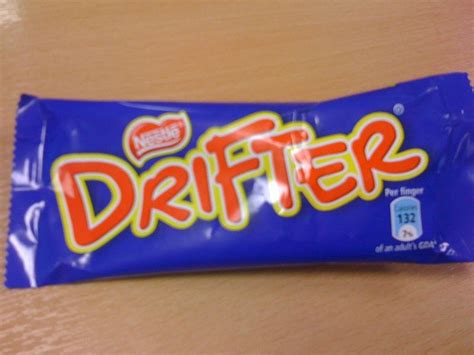 Nestlé
DRIFTER
®
Per finger
Calories
132
7%
of an adult's GDA*